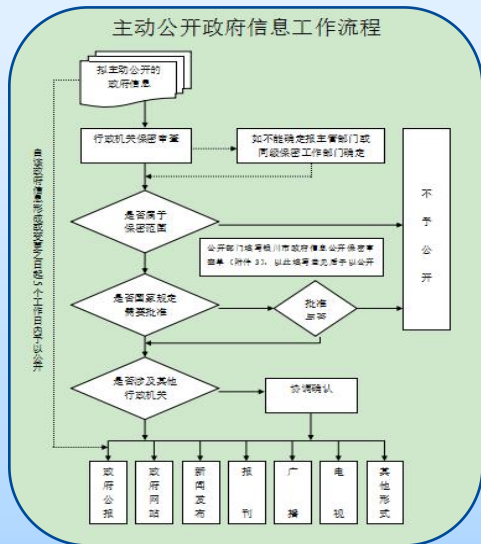 主动公开政府信息工作流程
拟主动公开的
政府信息
行政机关保密审查
如不能确定报主管部门或
同级保密工作部门确定
不予公开
是否属于
保密范围
公开部门填写银川市政府信息公开保密审
查单（附件3），以此填写意见后予以公开
是否国家规定
需要批准
批准
与否
是否涉及其他
行政机关
协调确认
自该政府信息形成或变更之日起5个工作日内予以公开
政府公报
政府网站
新闻发布
报刊
广播
电视
其他形式